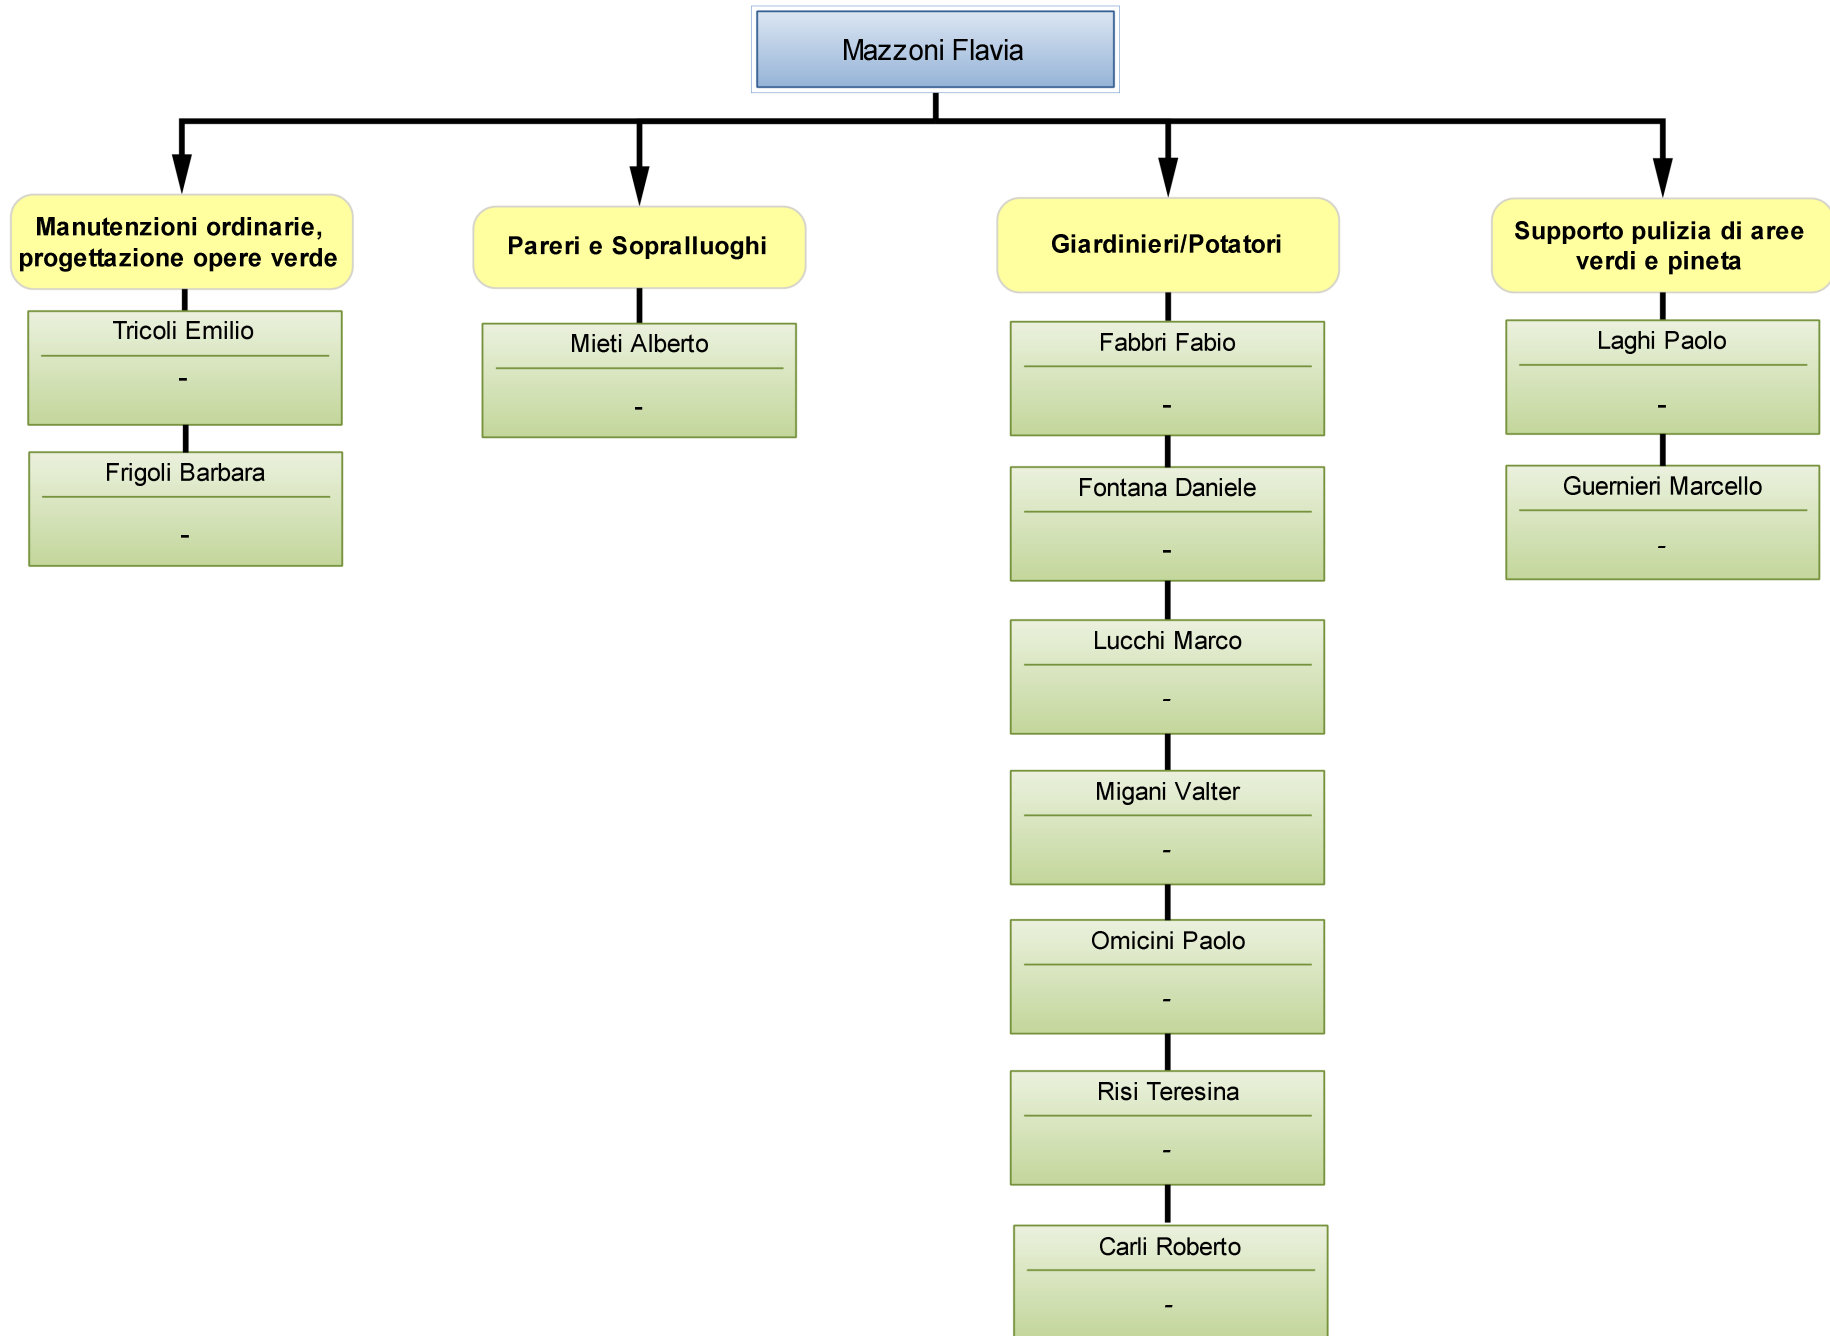 Mazzoni Flavia
Manutenzioni ordinarie,
progettazione opere verde
Tricoli Emilio
-
Frigoli Barbara
-
Pareri e Sopralluoghi
Mieti Alberto
-
Giardinieri/Potatori
Fabbri Fabio
-
Fontana Daniele
-
Lucchi Marco
-
Migani Valter
-
Omicini Paolo
-
Risi Teresina
-
Carli Roberto
-
Supporto pulizia di aree
verdi e pineta
Laghi Paolo
-
Guernieri Marcello
-